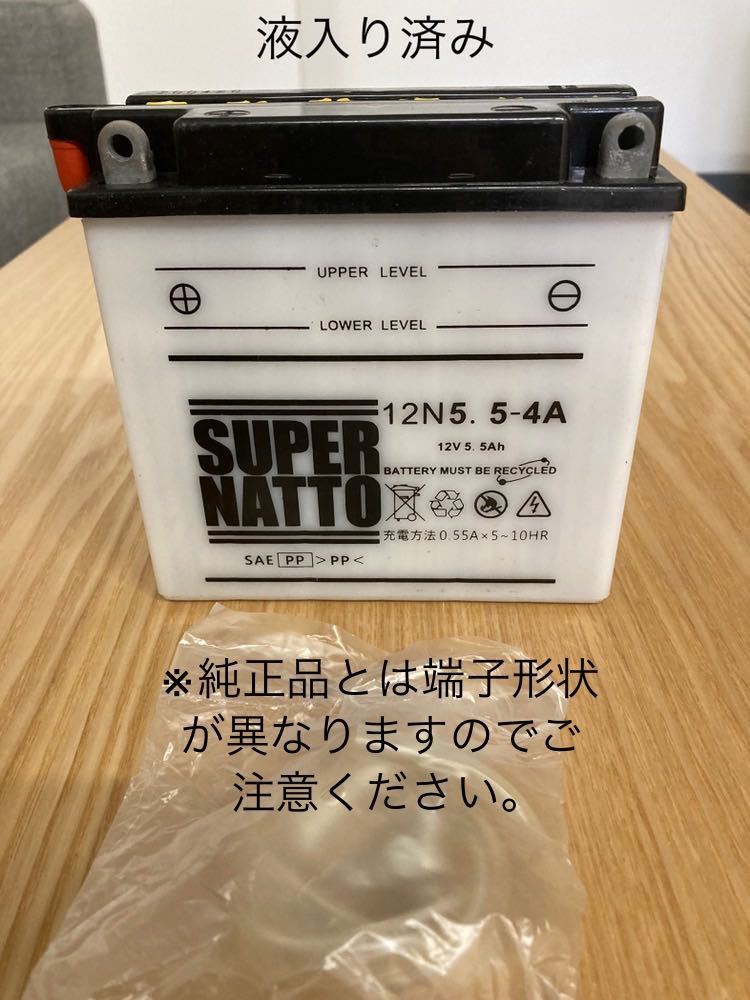 液入り済み
UPPER LEVEL
LOWER LEVEL
SUPER
NATTO
12N5. 5-4A
12V 5. 5Ah
BATTERY MUST BE RECYCLED
充電方法0.55A×5~10HR
SAE PP >PP<
※純正品とは端子形状
が異なりますのでご
注意ください。